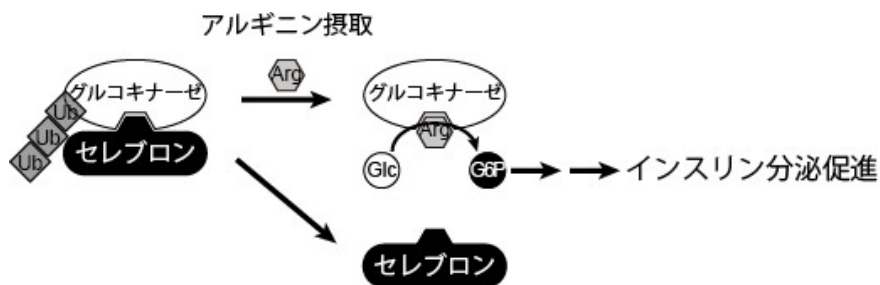 アルギニン摂取
Arg
グルコキナーゼ
Ub
Ub
Ub
セレブロン
グルコキナーゼ
Arg
Glc
G6P
インスリン分泌促進
セレブロン